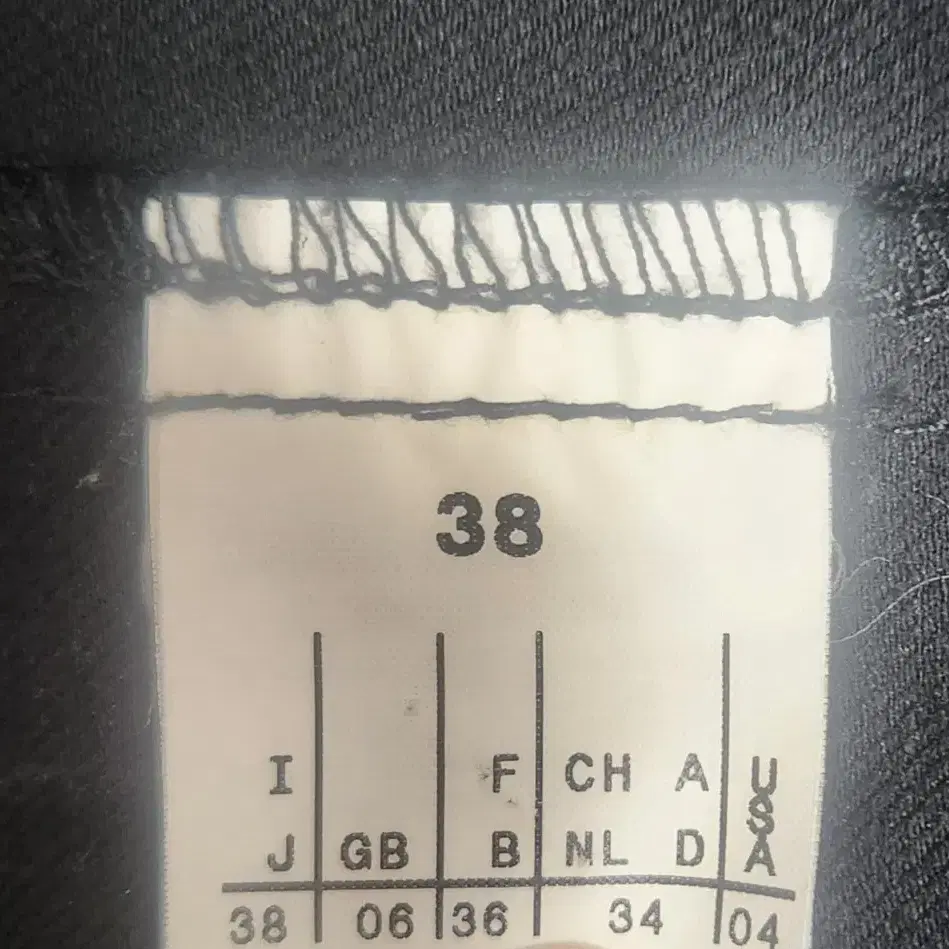 38
I F CH A U
S
J GB B NL D A
38 06 36 34 04